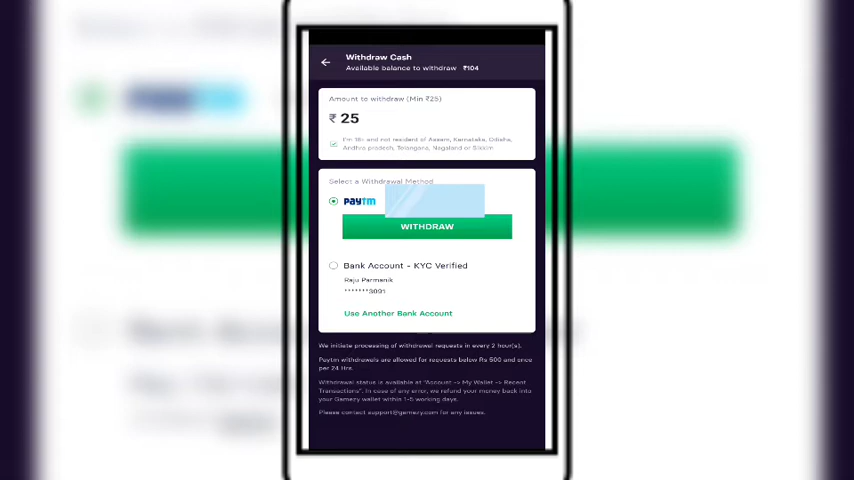 Withdraw Cash
Available balance to withdraw ₹104
Amount to withdraw (Min ₹25)
₹ 25
I'm 18+ and not resident of Assam, Karnataka, Odisha,
Andhra pradesh, Telangana, Nagaland or Sikkim
Select a Withdrawal Method
paytm
WITHDRAW
Bank Account - KYC Verified
Raju Parmanik
*******3091
Use Another Bank Account
We initiate processing of withdrawal requests in every 2 hour(s).
Paytm withdrawals are allowed for requests below Rs 500 and once
per 24 Hrs.
Withdrawal status is available at "Account -> My Wallet -> Recent
Transactions". In case of any error, we refund your money back into
your Gamezy wallet within 1-5 working days.
Please contact support@gamezy.com for any issues.